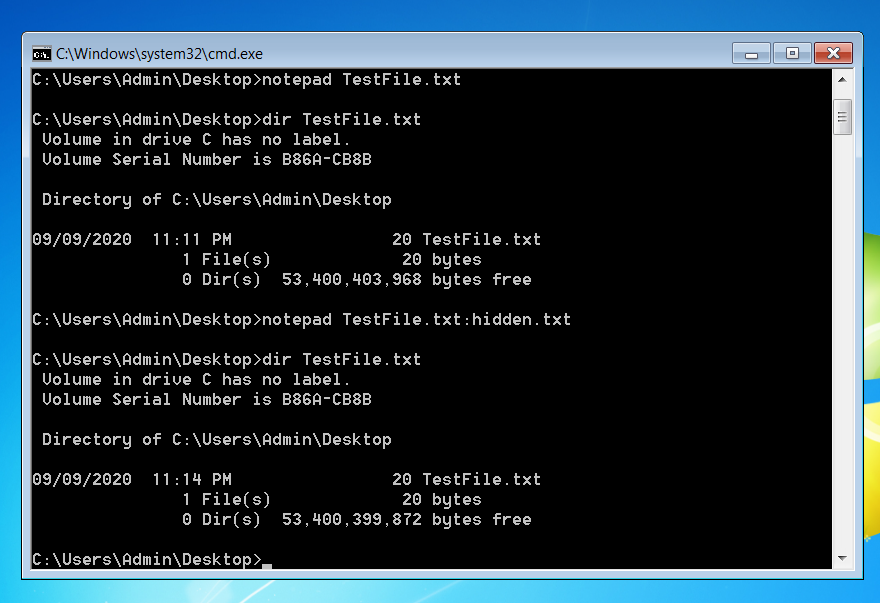 C:\Windows\system32\cmd.exe
C:\Users\Admin\Desktop>notepad TestFile.txt
C:\Users\Admin\Desktop>dir TestFile.txt
Volume in drive C has no label.
Volume Serial Number is B86A-CB8B
Directory of C:\Users\Admin\Desktop
09/09/2020  11:11 PM                20 TestFile.txt
1 File(s)             20 bytes
0 Dir(s)  53,400,403,968 bytes free
C:\Users\Admin\Desktop>notepad TestFile.txt:hidden.txt
C:\Users\Admin\Desktop>dir TestFile.txt
Volume in drive C has no label.
Volume Serial Number is B86A-CB8B
Directory of C:\Users\Admin\Desktop
09/09/2020  11:14 PM                20 TestFile.txt
1 File(s)             20 bytes
0 Dir(s)  53,400,399,872 bytes free
C:\Users\Admin\Desktop>_